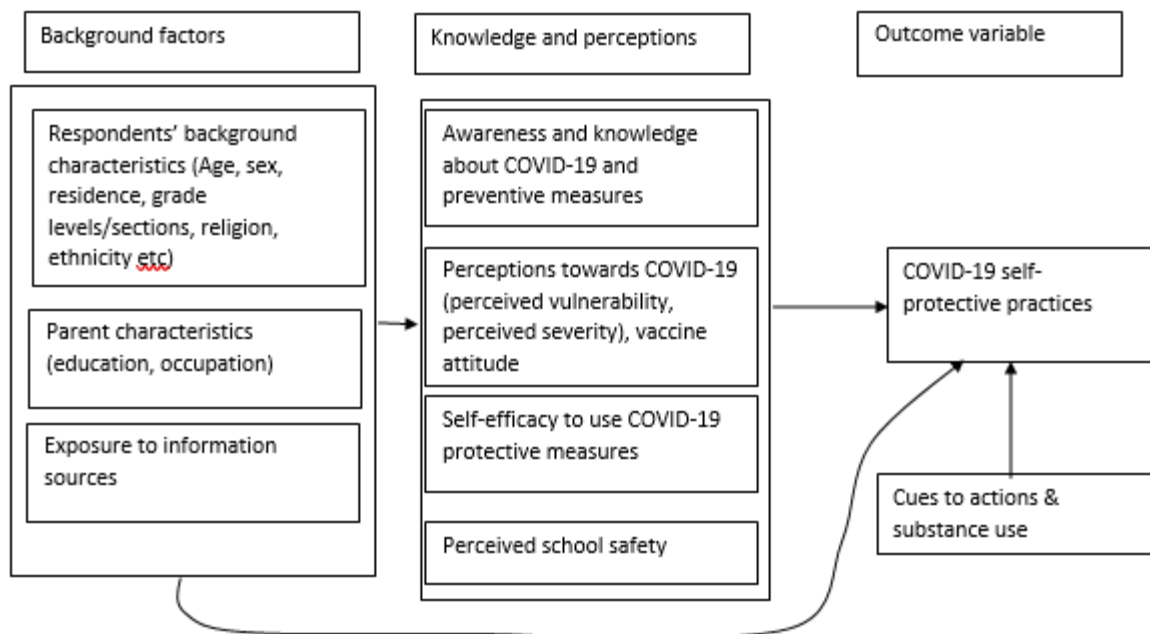 Background factors
Knowledge and perceptions
Outcome variable
Respondents’ background
characteristics (Age, sex,
residence, grade
levels/sections, religion,
ethnicity etc)
Parent characteristics
(education, occupation)
Exposure to information
sources
Awareness and knowledge
about COVID-19 and
preventive measures
Perceptions towards COVID-19
(perceived vulnerability,
perceived severity), vaccine
attitude
Self-efficacy to use COVID-19
protective measures
Perceived school safety
COVID-19 self-
protective practices
Cues to actions &
substance use